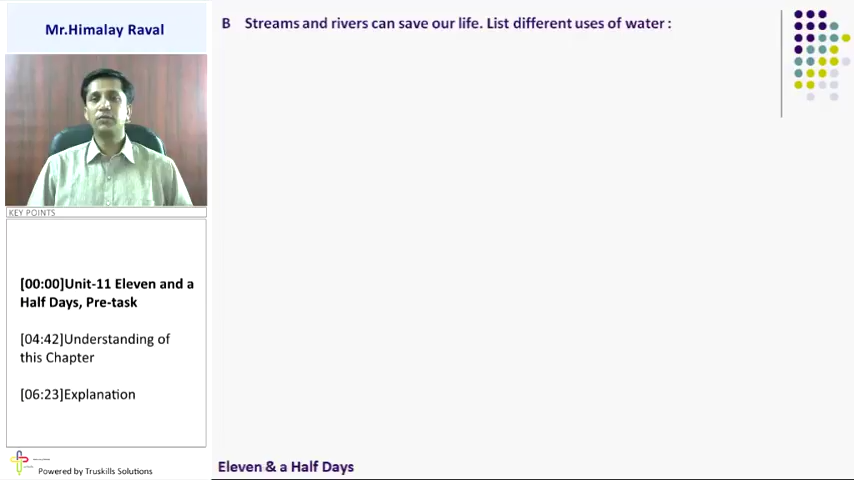 Mr.Himalay Raval
B Streams and rivers can save our life. List different uses of water :
KEY POINTS
[00:00]Unit-11 Eleven and a
Half Days, Pre-task
[04:42]Understanding of
this Chapter
[06:23]Explanation
Powered by Truskills Solutions
Eleven & a Half Days